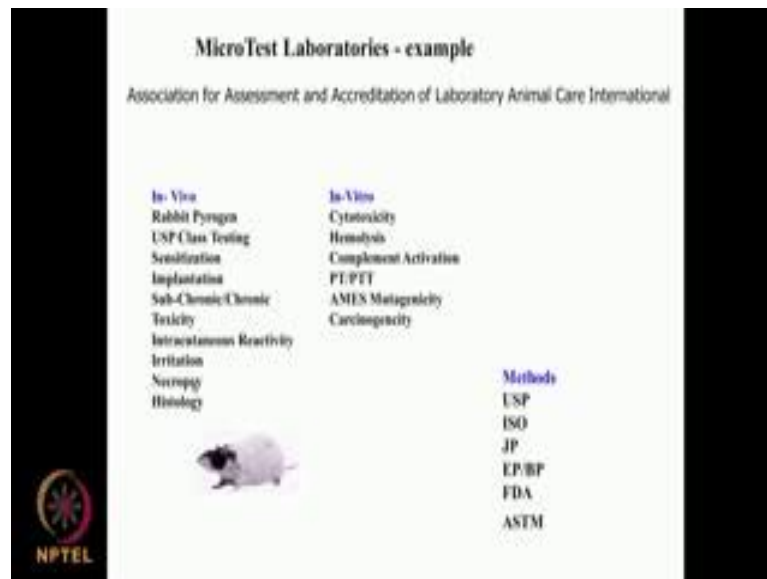 MicroTest Laboratories - example
Association for Assessment and Accreditation of Laboratory Animal Care International
In- Vivo
Rabbit Pyrogen
USP Class Testing
Sensitization
Implantation
Sub-Chronic/Chronic
Toxicity
Intracutaneous Reactivity
Irritation
Necropsy
Histology
In-Vitro
Cytotoxicity
Hemolysis
Complement Activation
PT/PTT
AMES Mutagenicity
Carcinogencity
Methods
USP
ISO
JP
EP/BP
FDA
ASTM
NPTEL